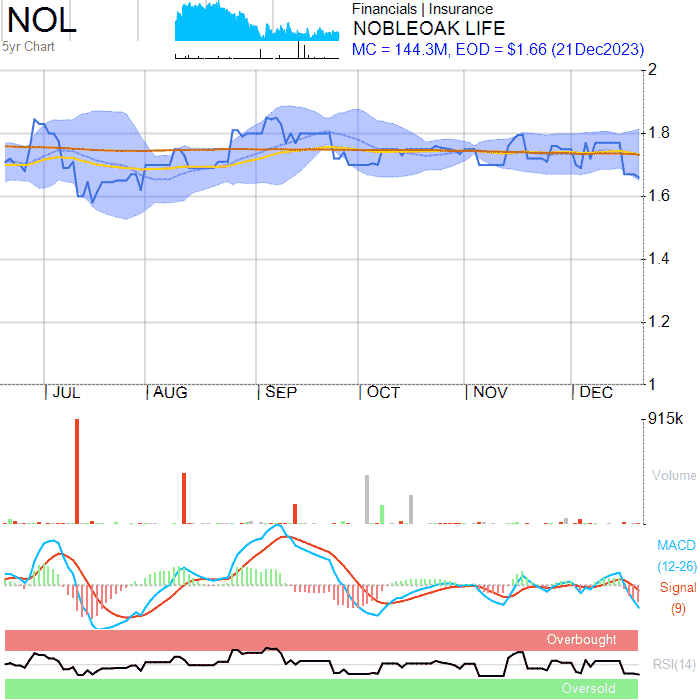 NOL
5yr Chart
Financials | Insurance
NOBLEOAK LIFE
MC = 144.3M, EOD = $1.66 (21Dec2023)
2
1.8
1.6
1.4
1.2
1
JUL
AUG
SEP
OCT
NOV
DEC
915k
Volume
MACD
(12-26)
Signal
(9)
Overbought
RSI(14)
Oversold